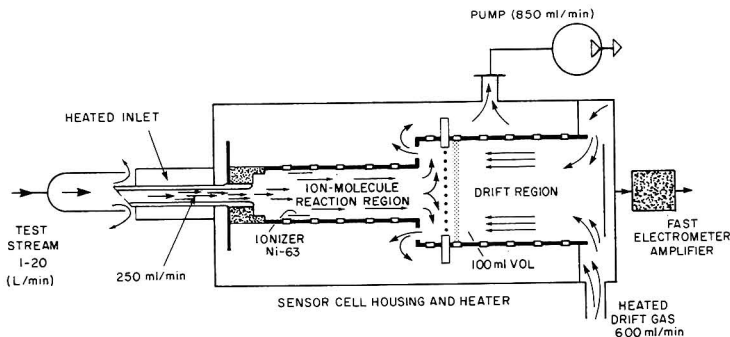 PUMP (850 ml/min)
HEATED INLET
ION-MOLECULE
REACTION REGION
DRIFT REGION
TEST
STREAM
1-20
(L/min)
250 ml/min
IONIZER
Ni-63
100 ml VOL
FAST
ELECTROMETER
AMPLIFIER
SENSOR CELL HOUSING AND HEATER
HEATED
DRIFT GAS
600 ml/min